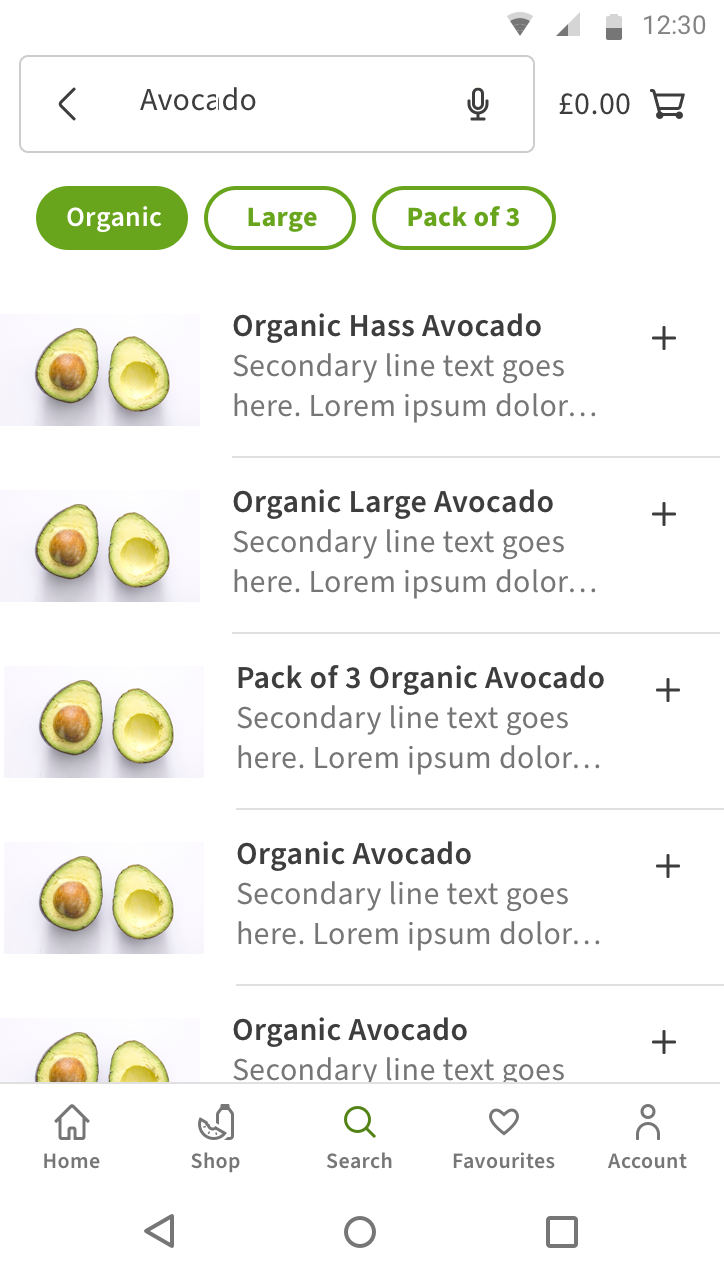 12:30
Avocado
£0.00
Organic Large Pack of 3
Organic Hass Avocado
Secondary line text goes
here. Lorem ipsum dolor…
Organic Large Avocado
Secondary line text goes
here. Lorem ipsum dolor…
Pack of 3 Organic Avocado
Secondary line text goes
here. Lorem ipsum dolor…
Organic Avocado
Secondary line text goes
here. Lorem ipsum dolor…
Organic Avocado
Secondary line text goes
Home Shop Search Favourites Account